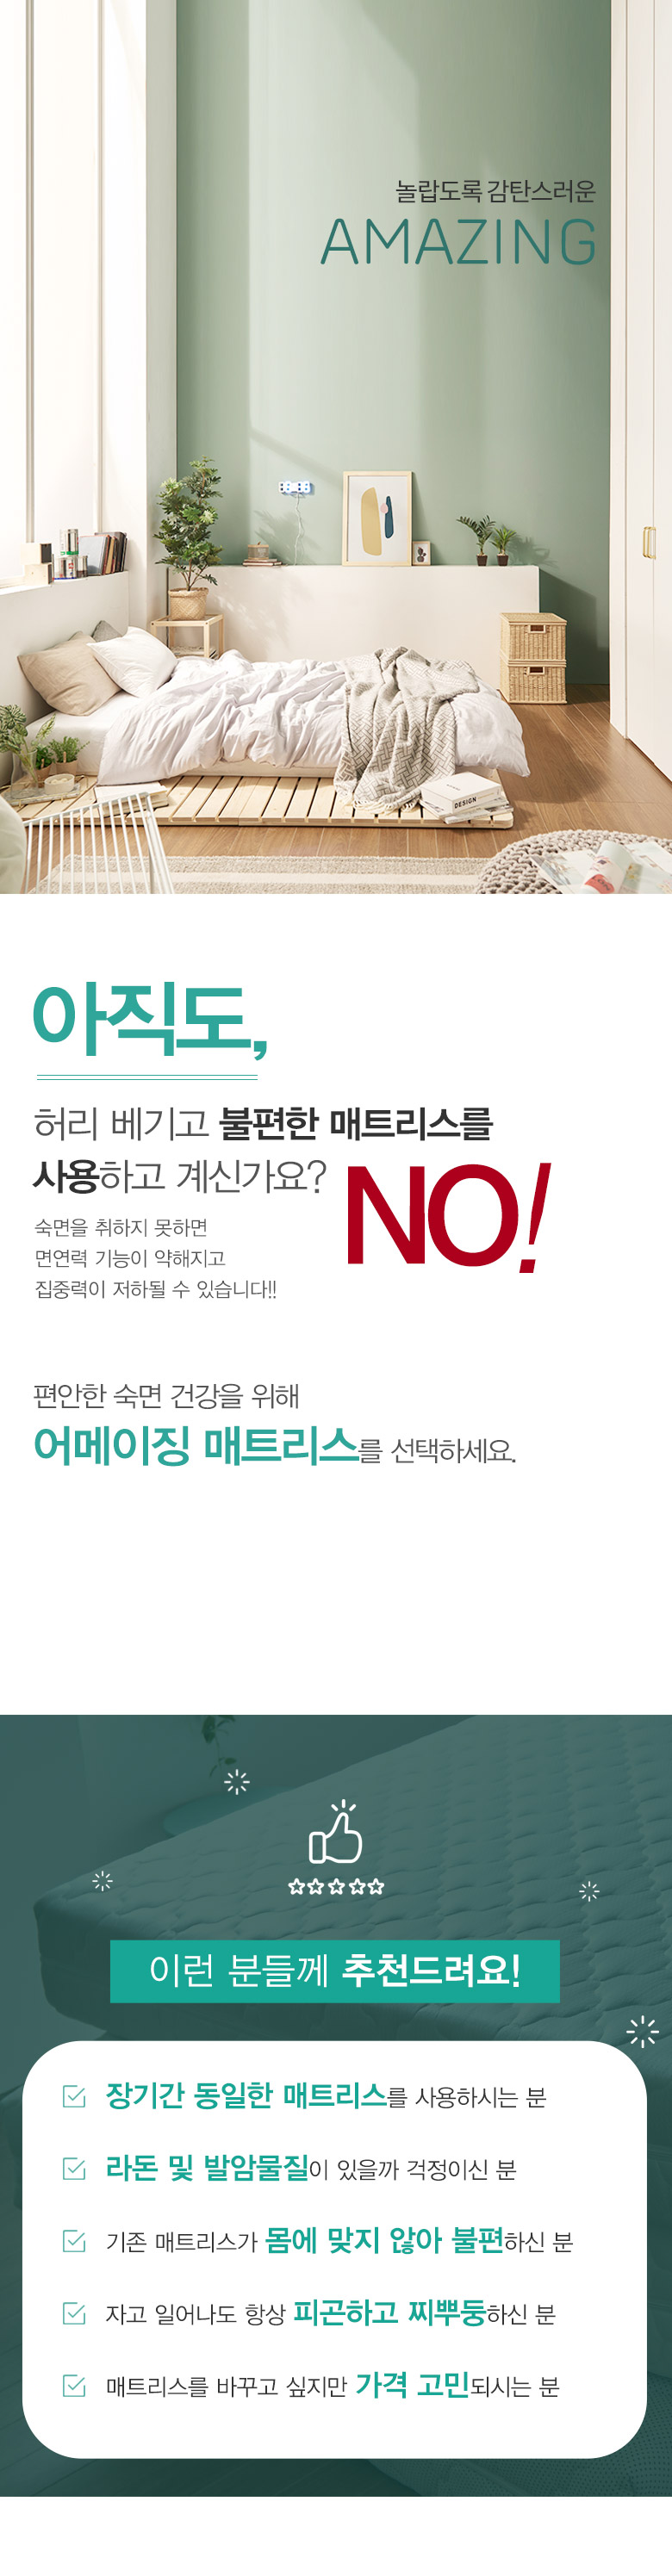 놀랍도록 감탄스러운
AMAZING
DESIGN
아직도,
허리 베기고 불편한 매트리스를
사용하고 계신가요?
NO!
숙면을 취하지 못하면
면연력 기능이 약해지고
집중력이 저하될 수 있습니다!!
편안한 숙면 건강을 위해
어메이징 매트리스를 선택하세요.
이런 분들께 추천드려요!
장기간 동일한 매트리스를 사용하시는 분
라돈 및 발암물질이 있을까 걱정이신 분
기존 매트리스가 몸에 맞지 않아 불편하신 분
자고 일어나도 항상 피곤하고 찌뿌둥하신 분
매트리스를 바꾸고 싶지만 가격 고민되시는 분